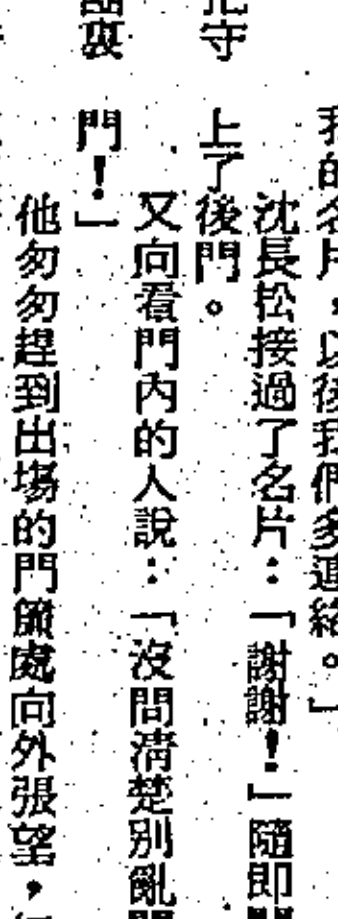 守
裏
我的名片，以後我們多連絡。」
沈長松接過了名片：「謝謝！」隨即
上了後門。
又向看門內的人說：「沒問清楚別亂
門！」
他匆匆趕到出場的門簾處向外張望，